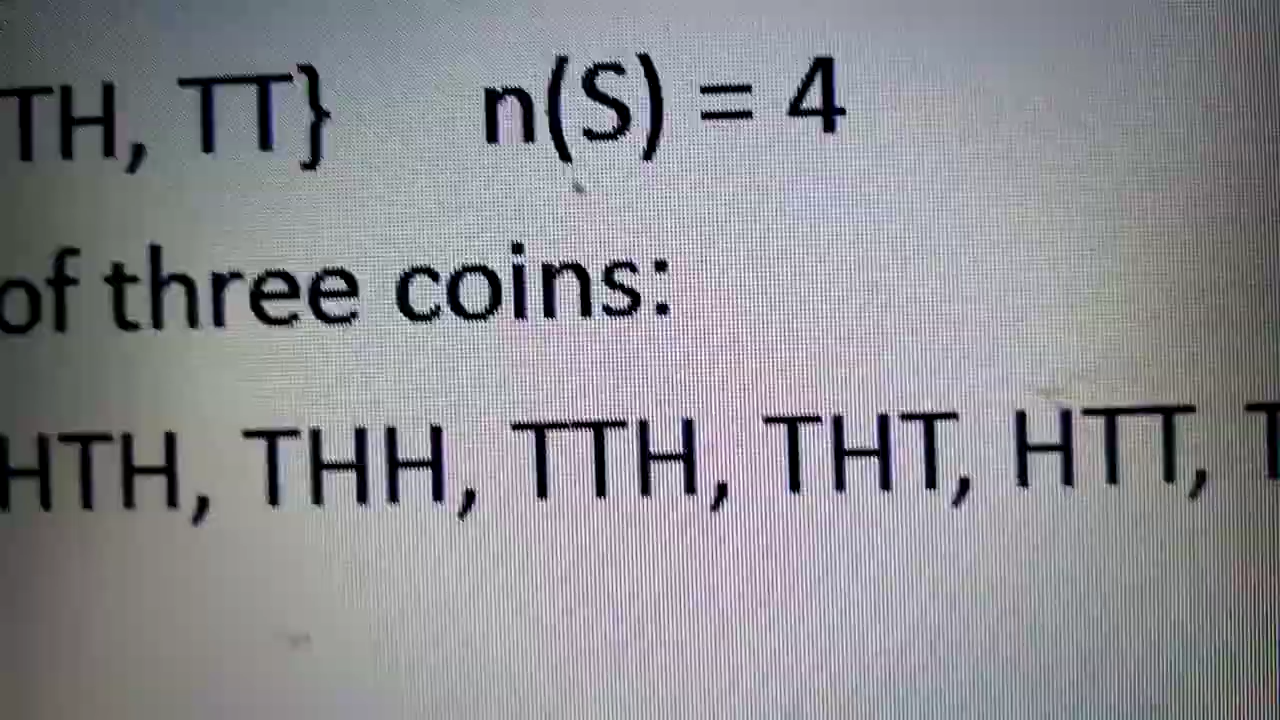 TH, TT} n(S) = 4
of three coins:
HTH, THH, TTH, THT, HTT, T